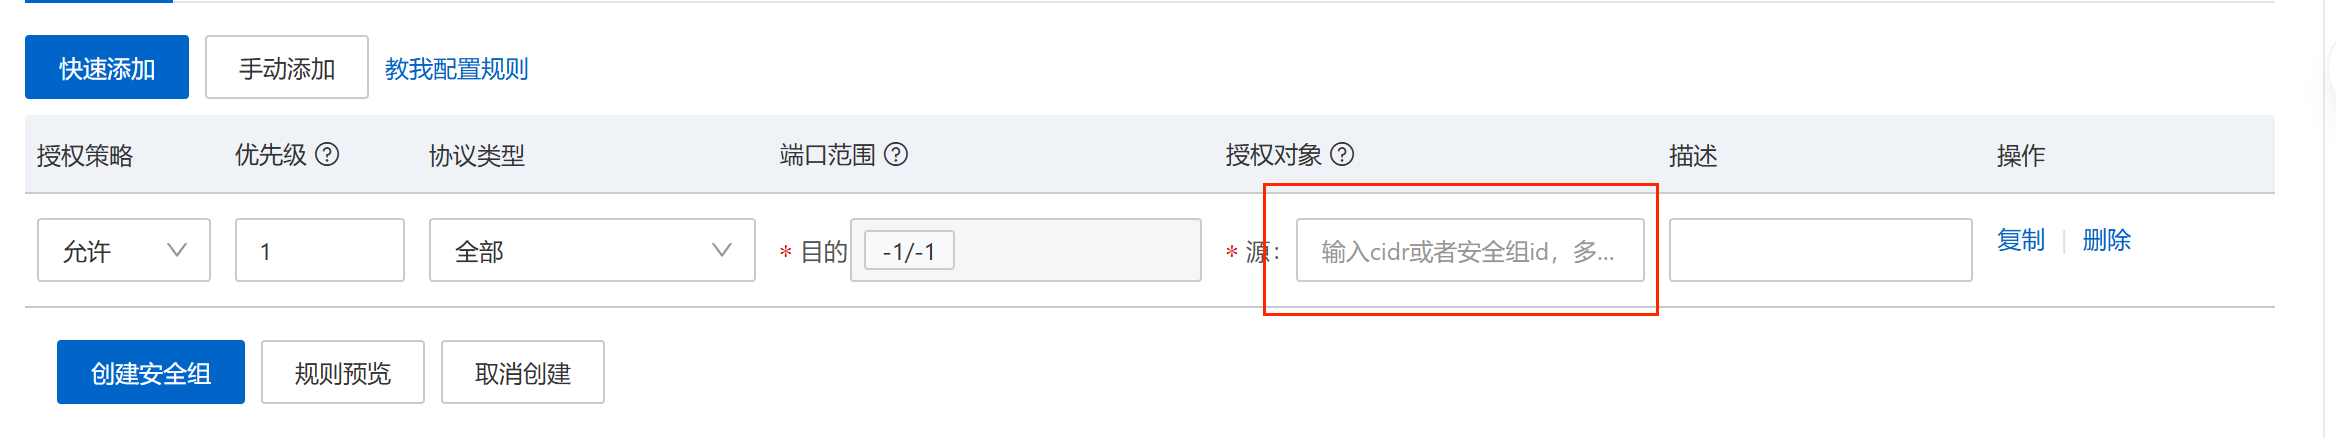 快速添加 手动添加 教我配置规则
授权策略 优先级 ? 协议类型 端口范围 ? 授权对象 ? 描述 操作
允许 1 全部 * 目的 -1/-1 * 源: 输入cidr或者安全组id，多... 复制 删除
创建安全组 规则预览 取消创建